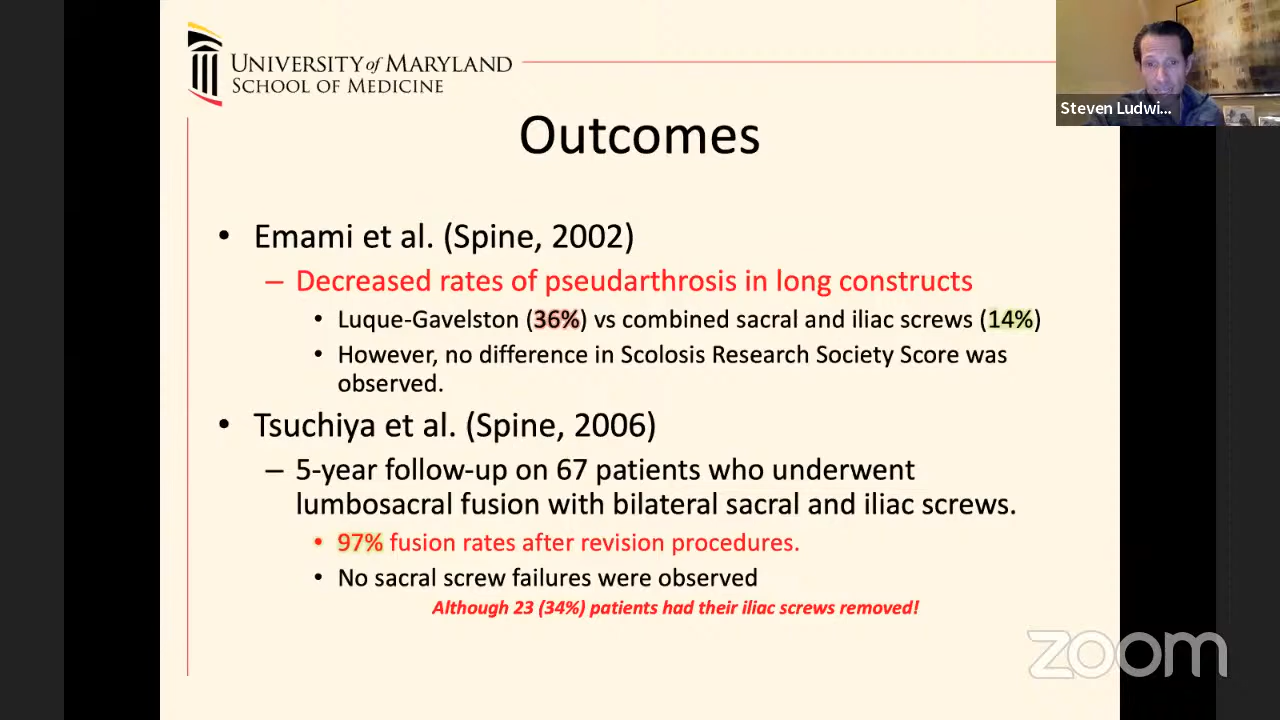 UNIVERSITY of MARYLAND
SCHOOL OF MEDICINE
Steven Ludwi...
Outcomes
• Emami et al. (Spine, 2002)
– Decreased rates of pseudarthrosis in long constructs
• Luque-Gavelston (36%) vs combined sacral and iliac screws (14%)
• However, no difference in Scolosis Research Society Score was
observed.
• Tsuchiya et al. (Spine, 2006)
– 5-year follow-up on 67 patients who underwent
lumbosacral fusion with bilateral sacral and iliac screws.
• 97% fusion rates after revision procedures.
• No sacral screw failures were observed
Although 23 (34%) patients had their iliac screws removed!
zoom